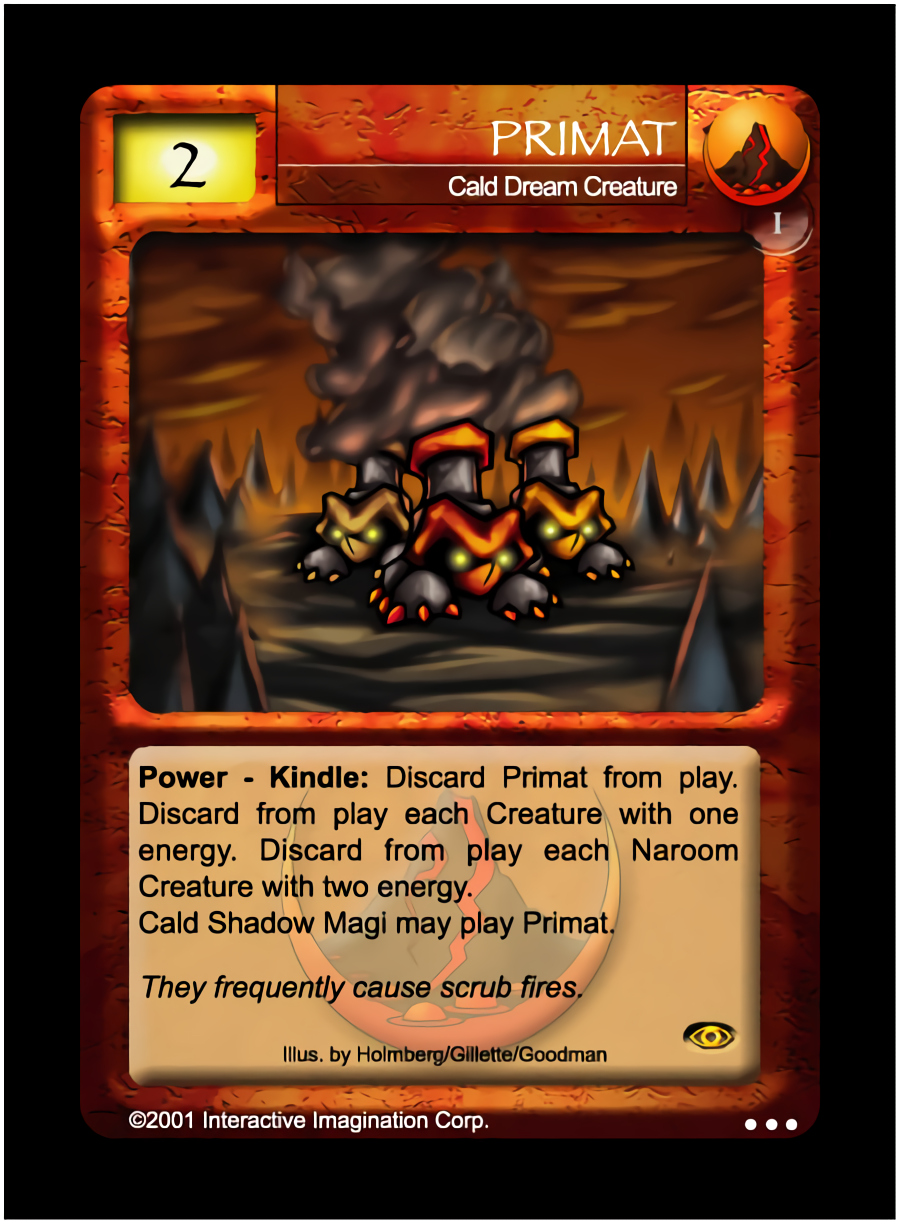 2
PRIMAT
Cald Dream Creature
I
Power - Kindle: Discard Primat from play.
Discard from play each Creature with one
energy. Discard from play each Naroom
Creature with two energy.
Cald Shadow Magi may play Primat.
They frequently cause scrub fires.
Illus. by Holmberg/Gillette/Goodman
©2001 Interactive Imagination Corp.